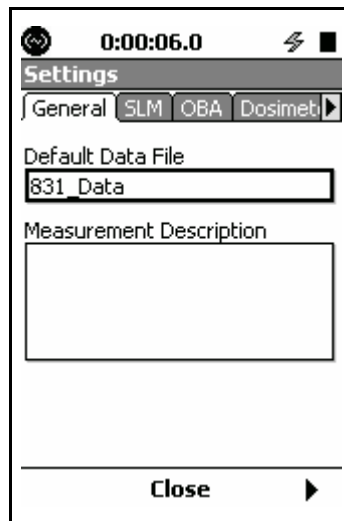 0:00:06.0
Settings
General SLM OBA Dosimet
Default Data File
831_Data
Measurement Description
Close